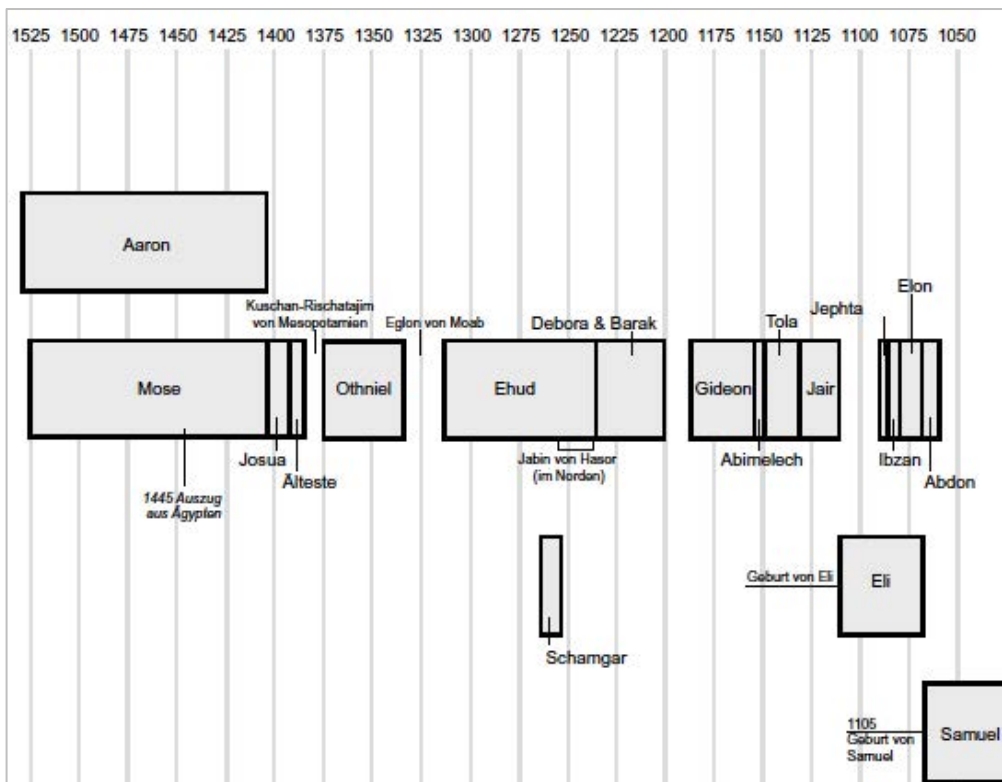 1525 1500 1475 1450 1425 1400 1375 1350 1325 1300 1275 1250 1225 1200 1175 1150 1125 1100 1075 1050
Aaron
Kuschan-Rischatajim
von Mesopotamien
Eglon von Moab
Debora & Barak
Tola
Jephta
Elon
Mose
Othniel
Ehud
Gideon
Jair
Josua
Älteste
1445 Auszug
aus Ägypten
Jabin von Hasor
(im Norden)
Abimelech
Ibzan
Abdon
Schamgar
Geburt von Eli
Eli
1105
Geburt von
Samuel
Samuel